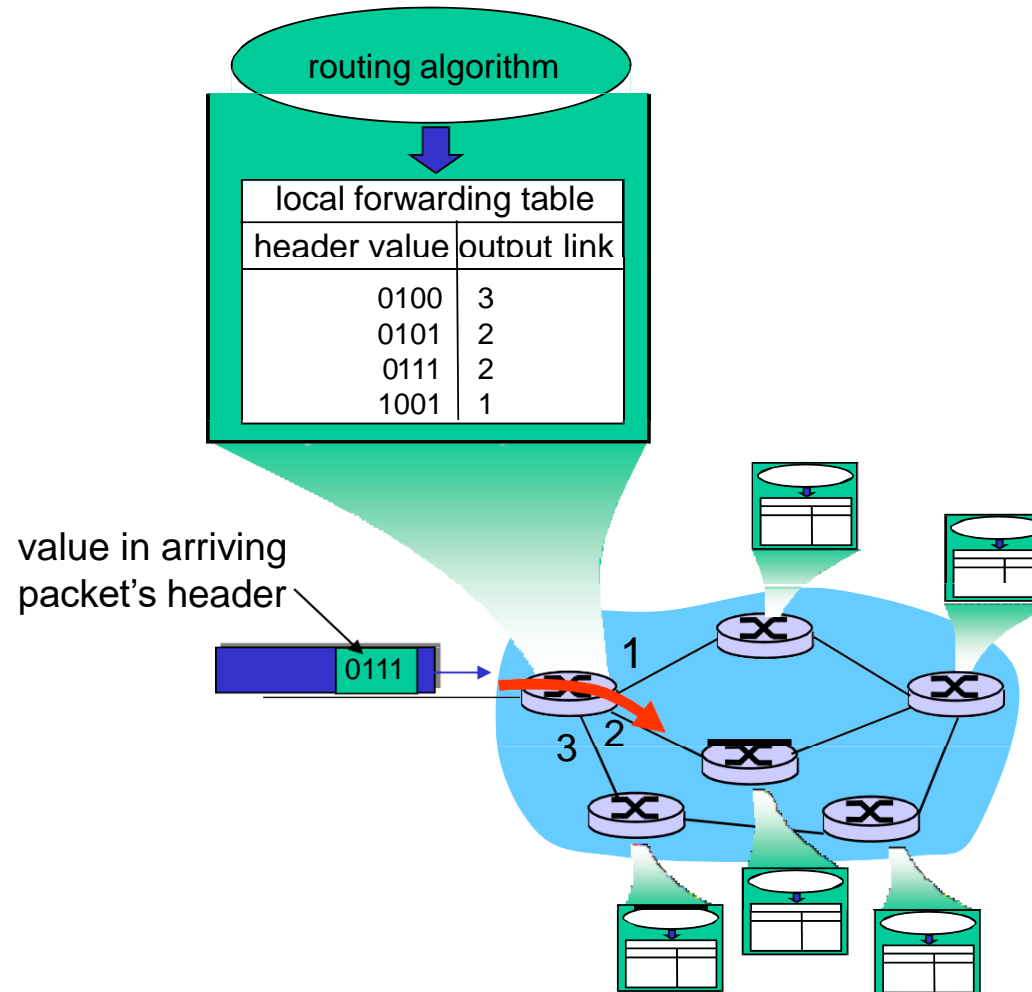 routing algorithm
local forwarding table
header value output link
0100 3
0101 2
0111 2
1001 1
value in arriving
packet’s header
0111
1
2
3